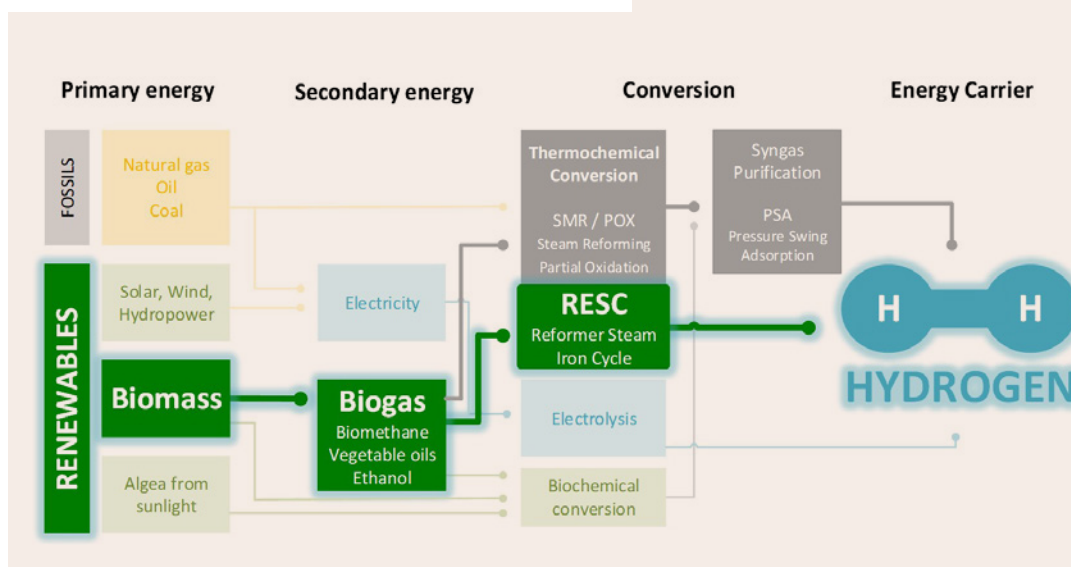 Primary energy
Secondary energy
Conversion
Energy Carrier
FOSSILS
Natural gas
Oil
Coal
Thermochemical
Conversion
SMR / POX
Steam Reforming
Partial Oxidation
Syngas
Purification
PSA
Pressure Swing
Adsorption
RENEWABLES
Solar, Wind,
Hydropower
Electricity
RESC
Reformer Steam
Iron Cycle
H H
HYDROGEN
Biomass
Biogas
Biomethane
Vegetable oils
Ethanol
Electrolysis
Algea from
sunlight
Biochemical
conversion